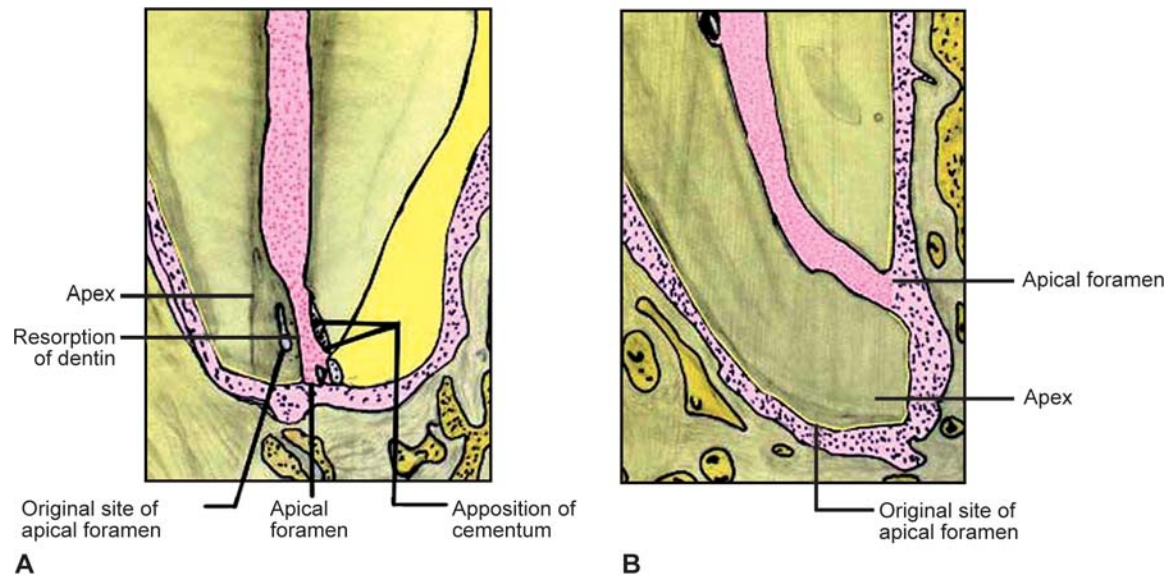 Apex
Resorption
of dentin
Original site of
apical foramen
Apical
foramen
Apposition of
cementum
A
Apical foramen
Apex
Original site of
apical foramen
B